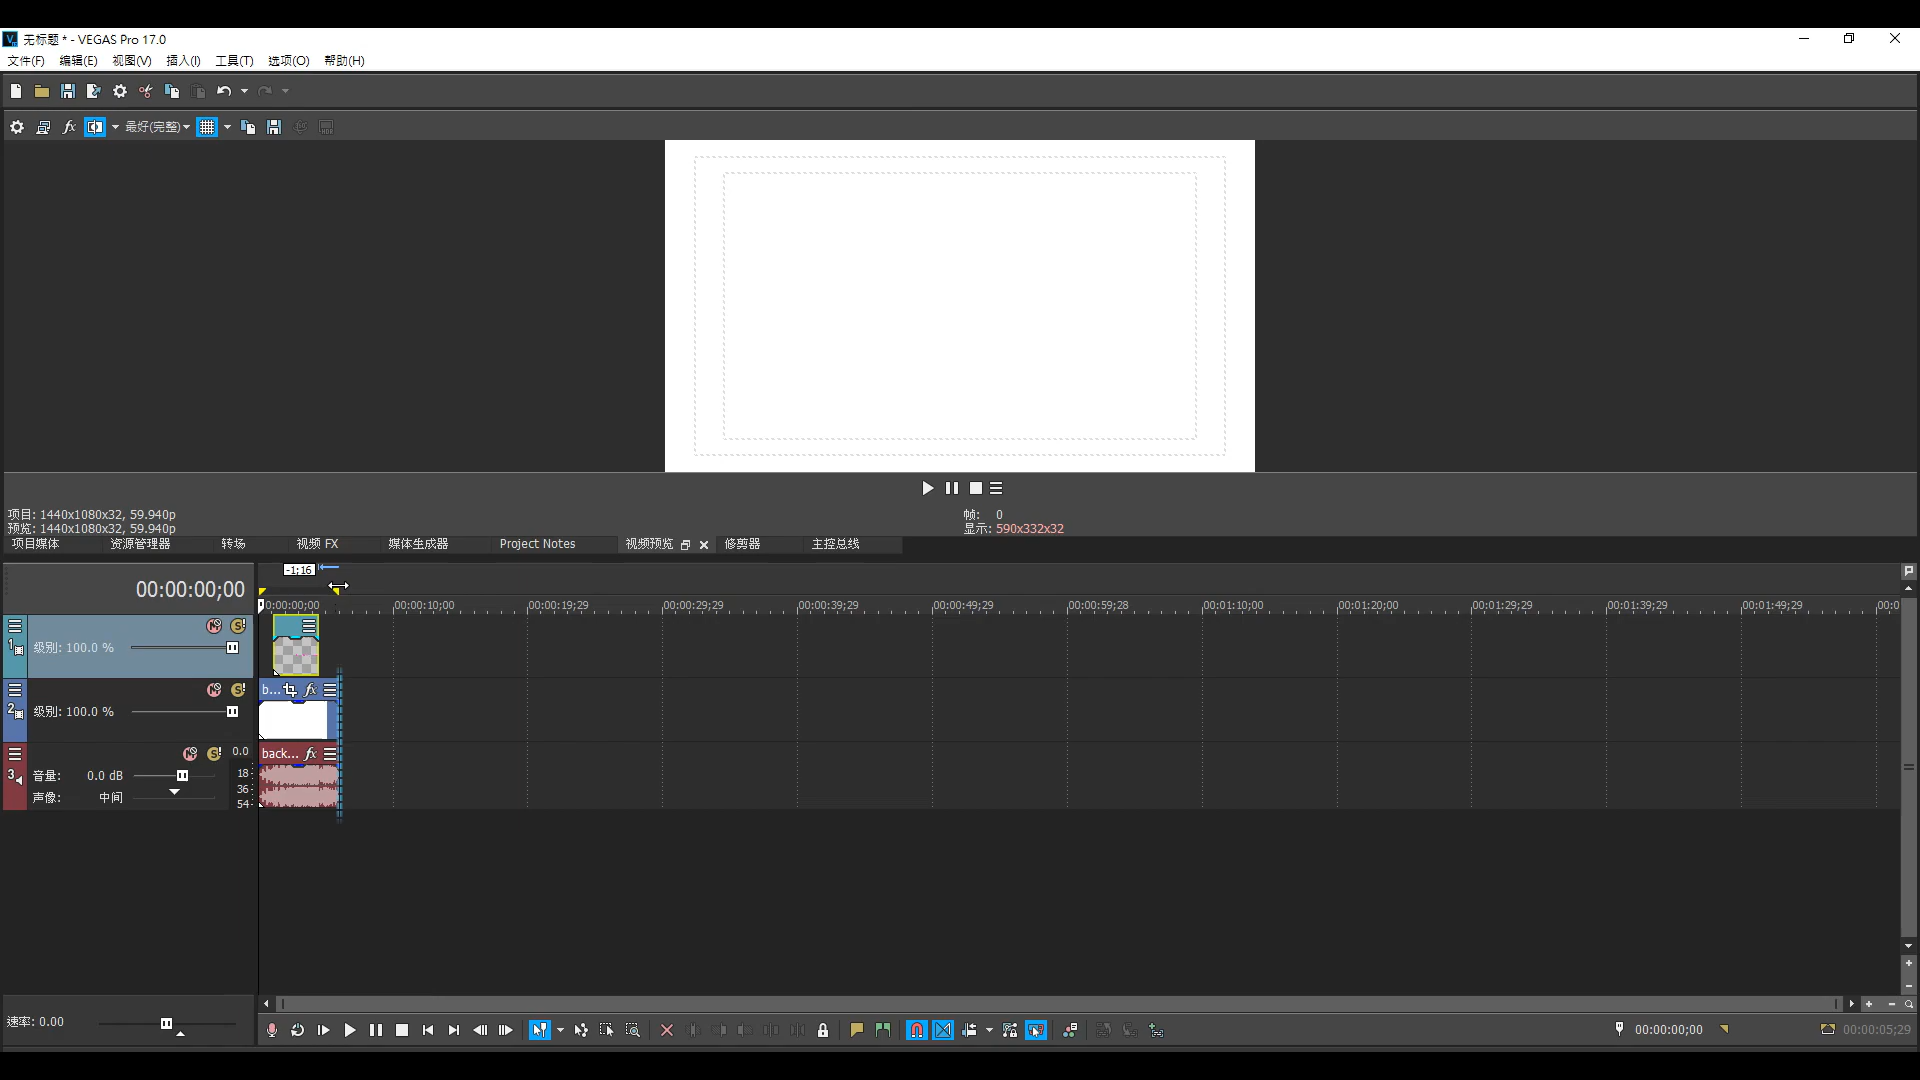 无标题 * - VEGAS Pro 17.0
文件(F) 编辑(E) 视图(V) 插入(I) 工具(T) 选项(O) 帮助(H)
最好(完整)
项目: 1440x1080x32, 59.940p
帧: 0
预览: 1440x1080x32, 59.940p
显示: 590x332x32
项目媒体 资源管理器 转场 视频 FX 媒体生成器 Project Notes 视频预览 修剪器 主控总线
-1;16
00:00:00;00
0:00:00;00 00:00:10;00 00:00:19;29 00:00:29;29 00:00:39;29 00:00:49;29 00:00:59;28 00:01:10;00 00:01:20;00 00:01:29;29 00:01:39;29 00:01:49;29 00:0
1 级别: 100.0 %
2 级别: 100.0 %
b... fx
3 音量: 0.0 dB
声像: 中间
0.0
18
36
54
back... fx
速率: 0.00
00:00:00;00
00:00:05;29